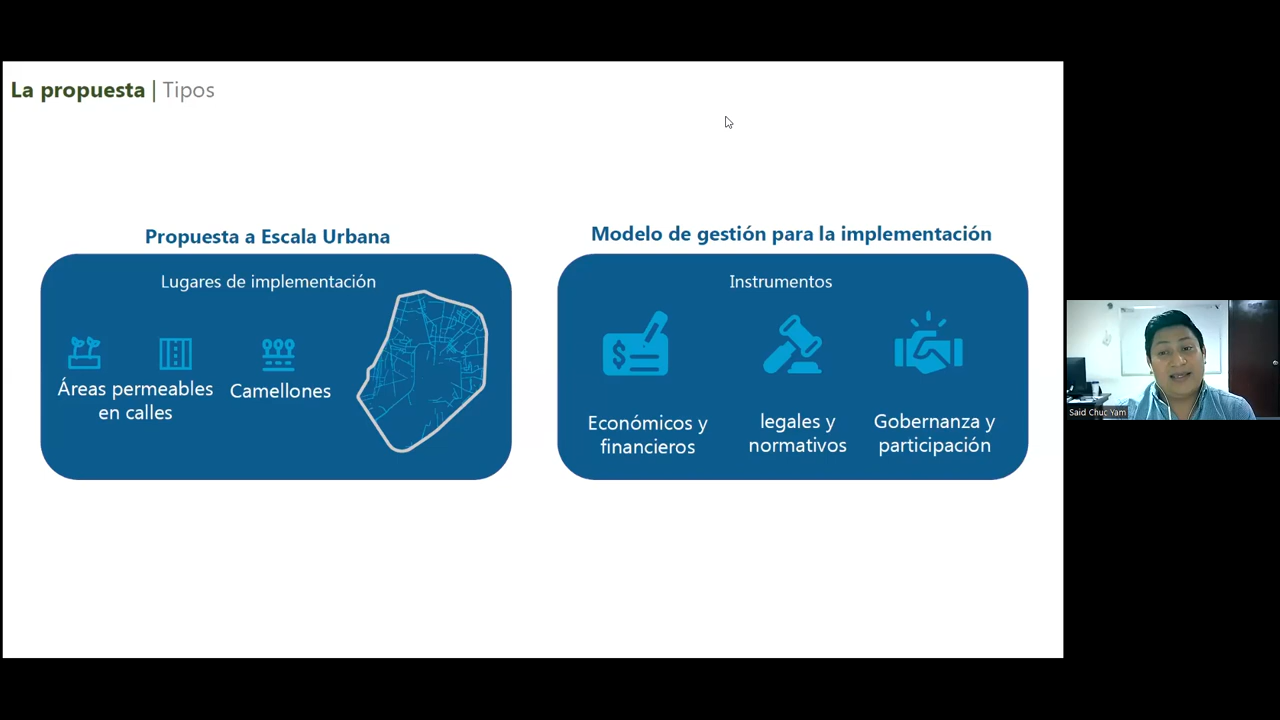 La propuesta | Tipos
Propuesta a Escala Urbana
Lugares de implementación
Áreas permeables
en calles
Camellones
Modelo de gestión para la implementación
Instrumentos
$
Económicos y
financieros
legales y
normativos
Gobernanza y
participación
Said Chuc Yam